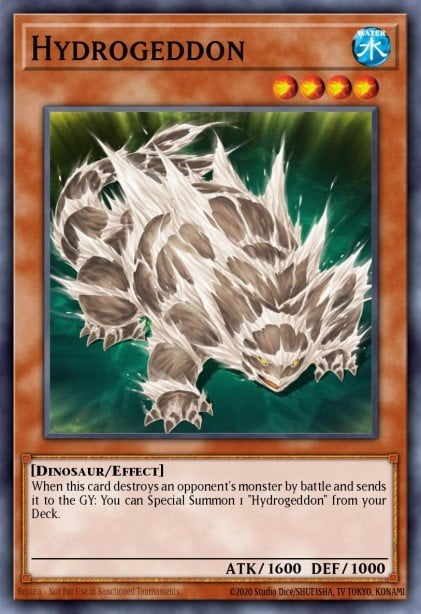 HYDROGEDDON
WATER
水
[DINOSAUR/EFFECT]
When this card destroys an opponent's monster by battle and sends
it to the GY: You can Special Summon 1 "Hydrogeddon" from your
Deck.
ATK/1600 DEF/1000
Replica - Not For Use in Sanctioned Tournaments
©2020 Studio Dice/SHUEISHA, TV TOKYO, KONAMI